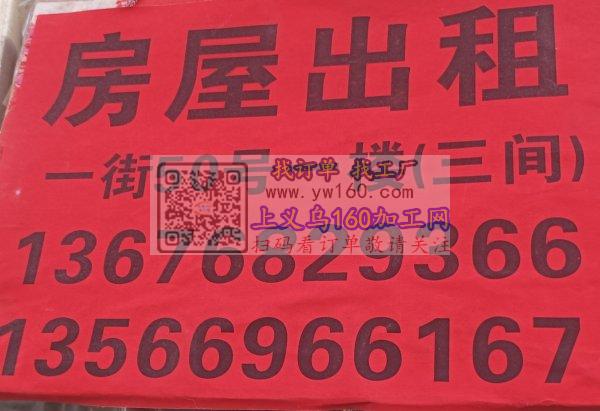 房屋出租
一街 号 楼(三间)
找订单 找工厂
www.yw160.com
上义乌160加工网
扫码看订单敬请关注
13676829366
13566966167